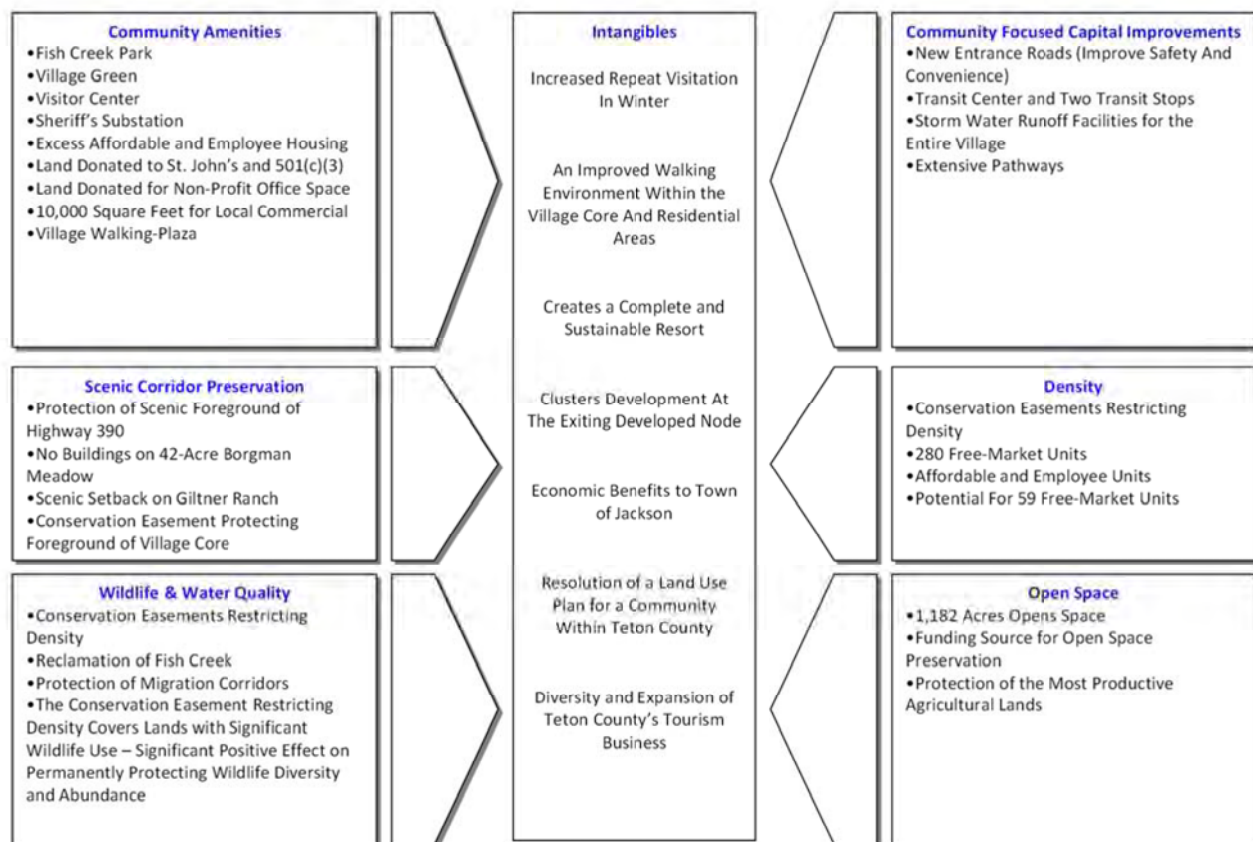 Community Amenities
•Fish Creek Park
•Village Green
•Visitor Center
•Sheriff's Substation
•Excess Affordable and Employee Housing
•Land Donated to St. John's and 501(c)(3)
•Land Donated for Non-Profit Office Space
•10,000 Square Feet for Local Commercial
•Village Walking-Plaza
Scenic Corridor Preservation
•Protection of Scenic Foreground of
Highway 390
•No Buildings on 42-Acre Borgman
Meadow
•Scenic Setback on Giltner Ranch
•Conservation Easement Protecting
Foreground of Village Core
Wildlife & Water Quality
•Conservation Easements Restricting
Density
•Reclamation of Fish Creek
•Protection of Migration Corridors
•The Conservation Easement Restricting
Density Covers Lands with Significant
Wildlife Use – Significant Positive Effect on
Permanently Protecting Wildlife Diversity
and Abundance
Intangibles
Increased Repeat Visitation
In Winter
An Improved Walking
Environment Within the
Village Core And Residential
Areas
Creates a Complete and
Sustainable Resort
Clusters Development At
The Exiting Developed Node
Economic Benefits to Town
of Jackson
Resolution of a Land Use
Plan for a Community
Within Teton County
Diversity and Expansion of
Teton County's Tourism
Business
Community Focused Capital Improvements
•New Entrance Roads (Improve Safety And
Convenience)
•Transit Center and Two Transit Stops
•Storm Water Runoff Facilities for the
Entire Village
•Extensive Pathways
Density
•Conservation Easements Restricting
Density
•280 Free-Market Units
•Affordable and Employee Units
•Potential For 59 Free-Market Units
Open Space
•1,182 Acres Opens Space
•Funding Source for Open Space
Preservation
•Protection of the Most Productive
Agricultural Lands